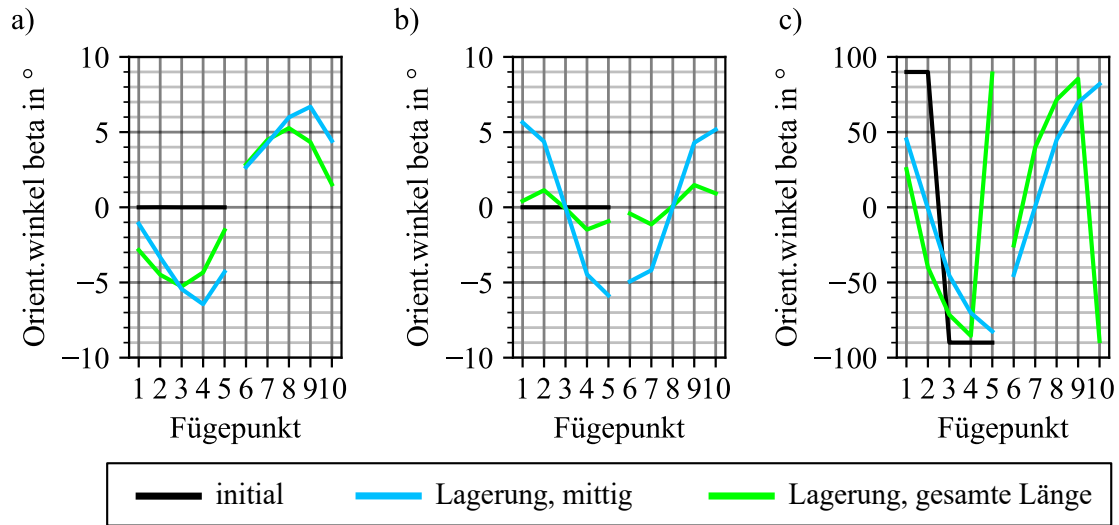 a)
Orient.winkel beta in °
10
5
0
−5
−10
1 2 3 4 5 6 7 8 9 10
Fügepunkt
b)
Orient.winkel beta in °
10
5
0
−5
−10
1 2 3 4 5 6 7 8 9 10
Fügepunkt
c)
Orient.winkel beta in °
100
50
0
−50
−100
1 2 3 4 5 6 7 8 9 10
Fügepunkt
initial
Lagerung, mittig
Lagerung, gesamte Länge